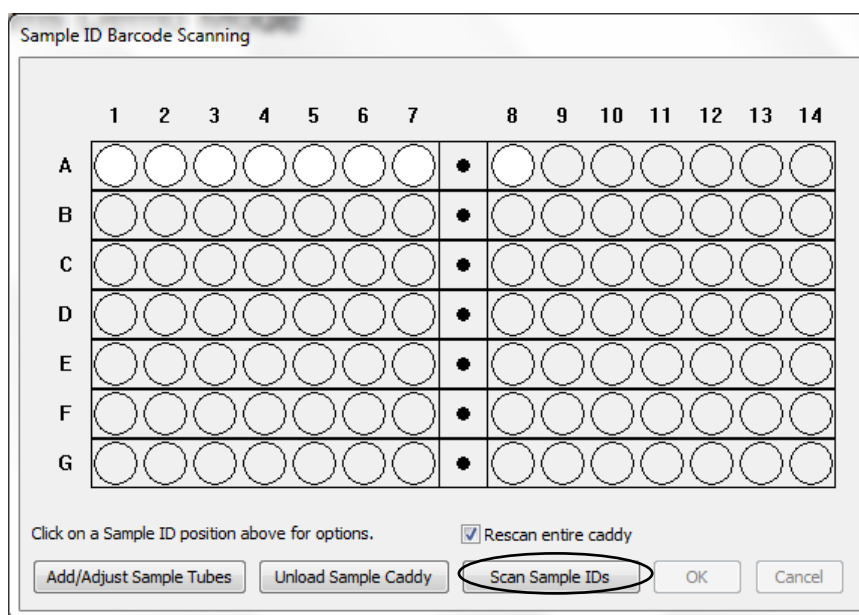 Sample ID Barcode Scanning
1 2 3 4 5 6 7 8 9 10 11 12 13 14
A
B
C
D
E
F
G
Click on a Sample ID position above for options.
Rescan entire caddy
Add/Adjust Sample Tubes
Unload Sample Caddy
Scan Sample IDs
OK
Cancel